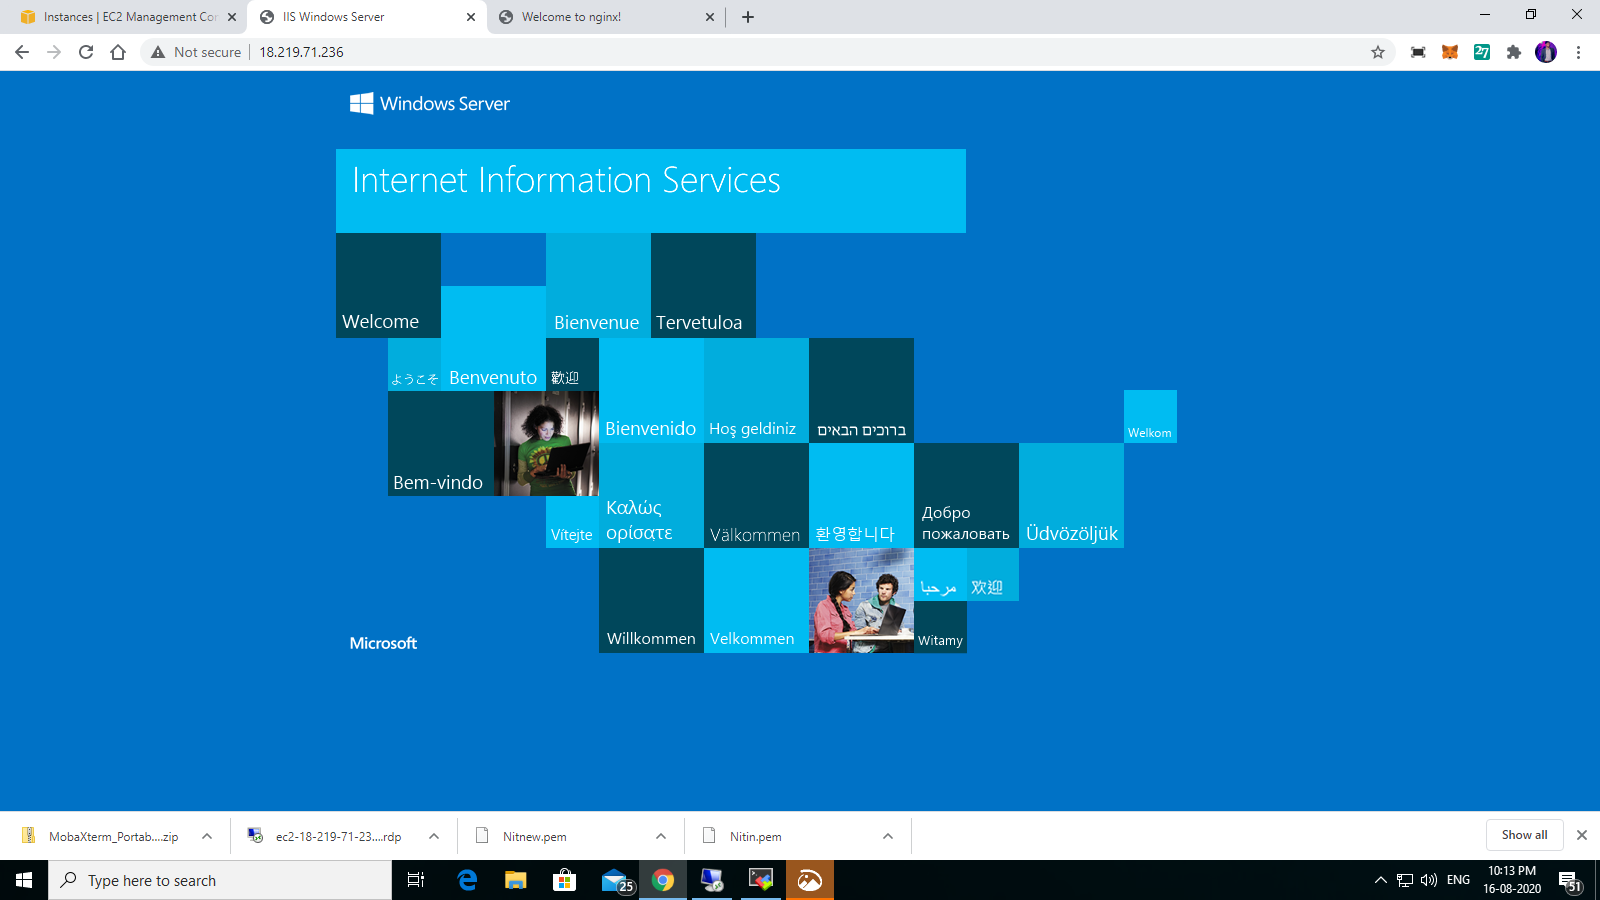 Instances | EC2 Management Con
IIS Windows Server
Welcome to nginx!
Not secure
18.219.71.236
27
Windows Server
Internet Information Services
Welcome
Bienvenue
Tervetuloa
ようこそ
Benvenuto
歡迎
Bienvenido
Hoş geldiniz
ברוכים הבאים
Welkom
Bem-vindo
Vítejte
Καλώς
ορίσατε
Välkommen
환영합니다
Добро
пожаловать
Üdvözöljük
مرحبا
欢迎
Willkommen
Velkommen
Witamy
Microsoft
MobaXterm_Portab....zip
ec2-18-219-71-23....rdp
Nitnew.pem
Nitin.pem
Show all
Type here to search
25
ENG
10:13 PM
16-08-2020
51